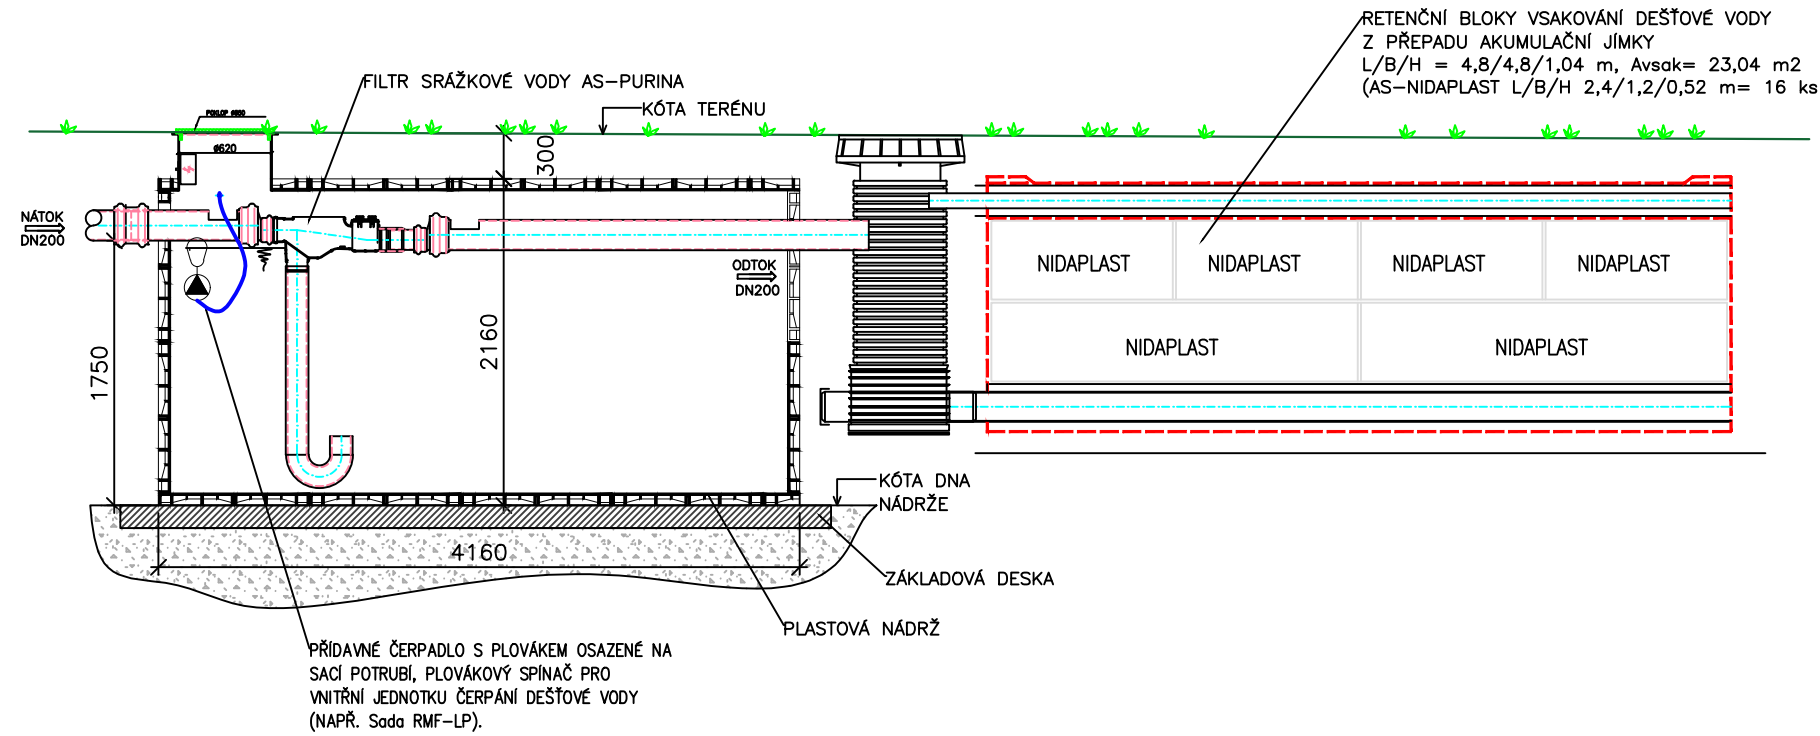 RETENČNÍ BLOKY VSAKOVÁNÍ DEŠŤOVÉ VODY
Z PŘEPADU AKUMULAČNÍ JÍMKY
L/B/H = 4,8/4,8/1,04 m, Avsak= 23,04 m2
(AS-NIDAPLAST L/B/H 2,4/1,2/0,52 m= 16 ks
FILTR SRÁŽKOVÉ VODY AS-PURINA
KÓTA TERÉNU
POKLOP Ø650
Ø620
300
NÁTOK
DN200
ODTOK
DN200
NIDAPLAST
NIDAPLAST
NIDAPLAST
NIDAPLAST
NIDAPLAST
NIDAPLAST
1750
2160
KÓTA DNA
NÁDRŽE
4160
ZÁKLADOVÁ DESKA
PLASTOVÁ NÁDRŽ
PŘÍDAVNÉ ČERPADLO S PLOVÁKEM OSAZENÉ NA
SACÍ POTRUBÍ, PLOVÁKOVÝ SPÍNAČ PRO
VNITŘNÍ JEDNOTKU ČERPÁNÍ DEŠŤOVÉ VODY
(NAPŘ. Sada RMF-LP).